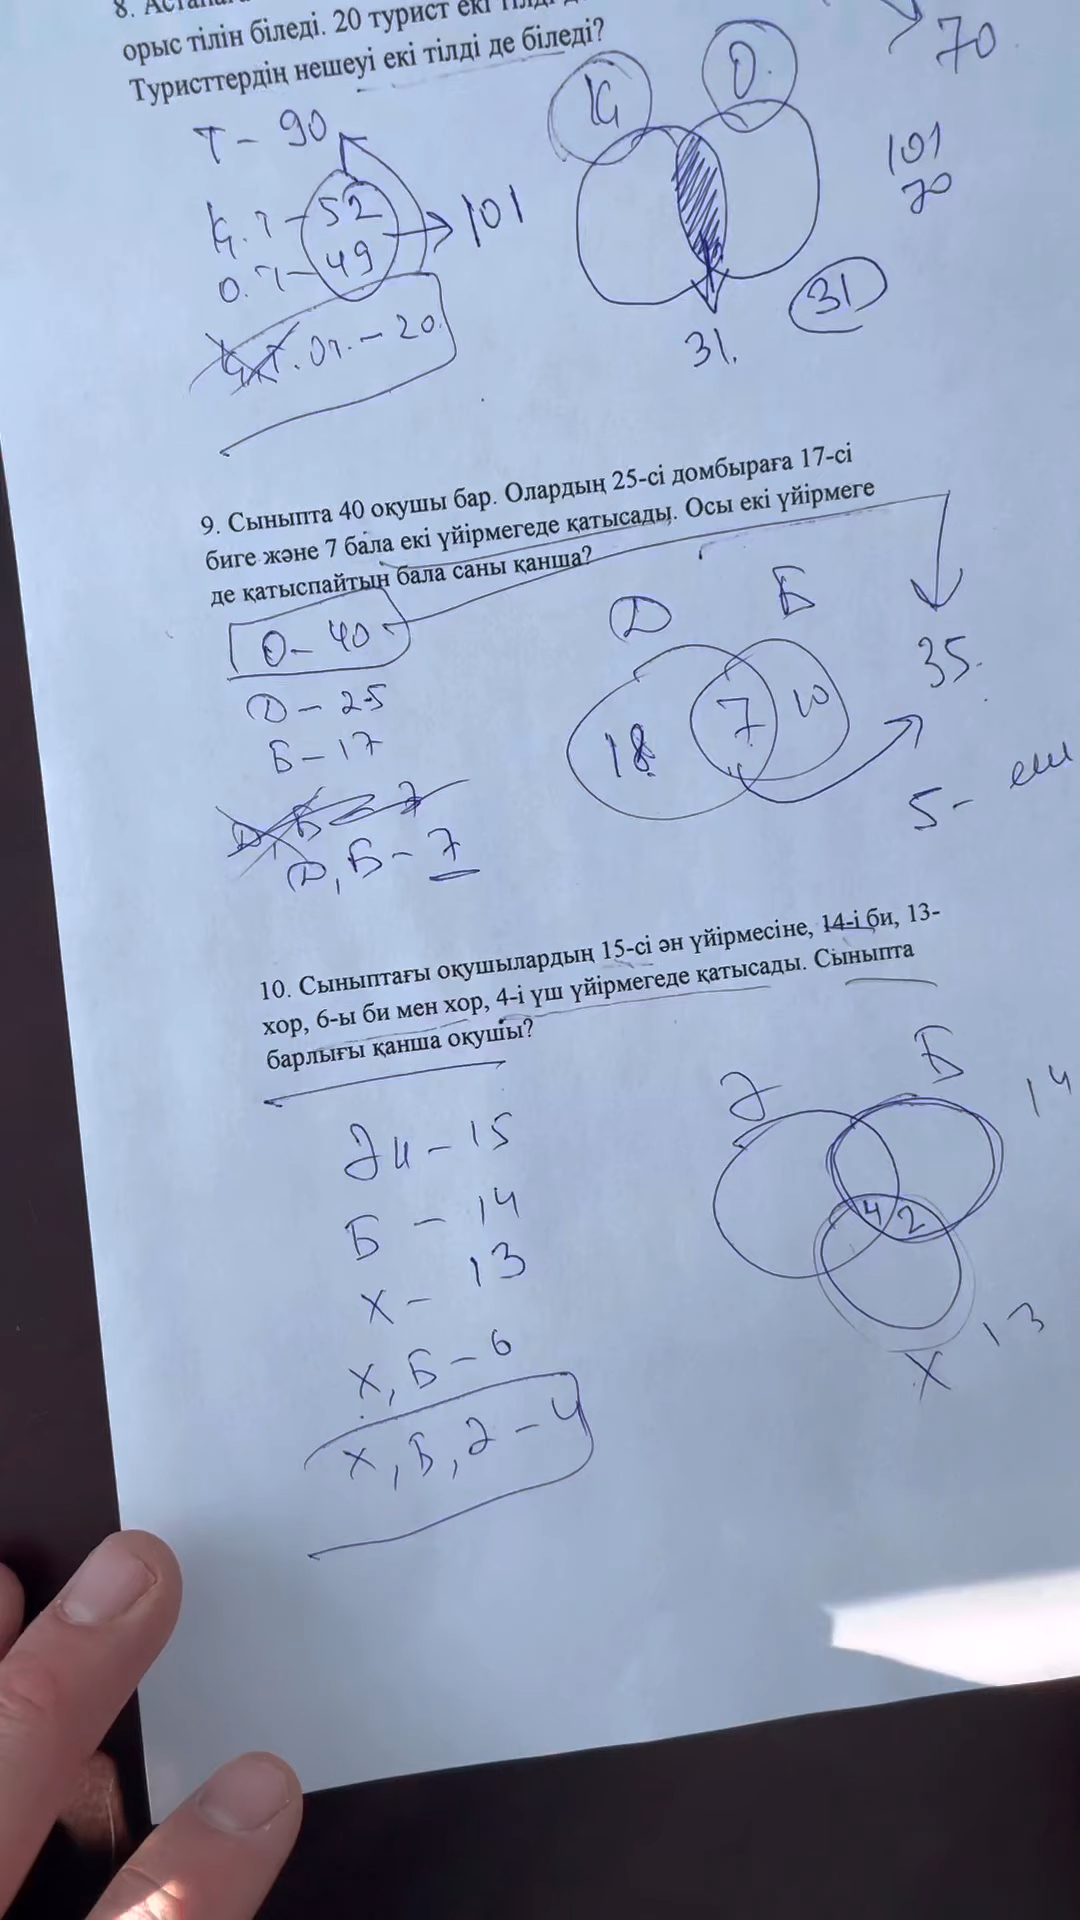 8.
орыс тілін біледі. 20 турист екі тілді
Туристтердің нешеуі екі тілді де біледі?
70
Т - 90
Қ
О
101
70
Қ.Т - 52
101
О.Т - 49
31
От. - 20
31.
9. Сыныпта 40 оқушы бар. Олардың 25-сі домбыраға 17-сі
биге және 7 бала екі үйірмегеде қатысады. Осы екі үйірмеге
де қатыспайтын бала саны қанша?
О - 40
Д
Б
35.
Д - 25
18
7
10
Б - 17
5 -
Д, Б - 7
10. Сыныптағы оқушылардың 15-сі ән үйірмесіне, 14-і би, 13-
хор, 6-ы би мен хор, 4-і үш үйірмегеде қатысады. Сыныпта
барлығы қанша оқушы?
Ә
Б
14
Ән - 15
Б - 14
4
2
Х - 13
Х
13
Х, Б - 6
Х, Б, Ә - 4